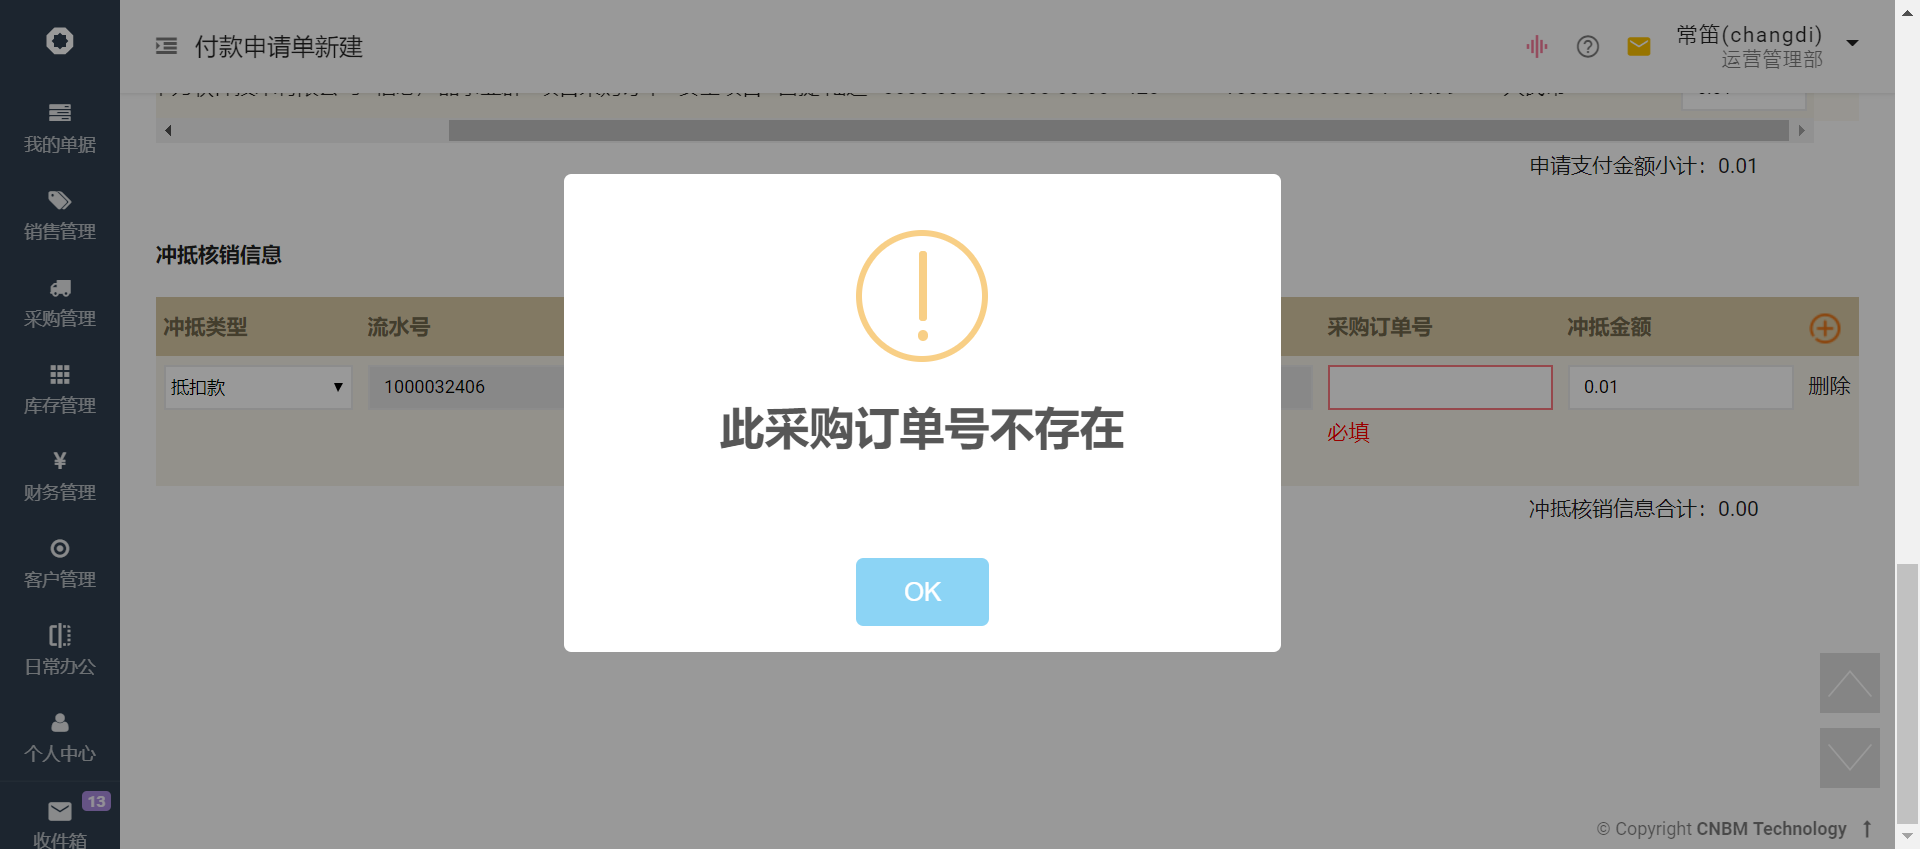 付款申请单新建
常笛(changdi)
运营管理部
我的单据
销售管理
采购管理
库存管理
财务管理
客户管理
日常办公
个人中心
13
收件箱
申请支付金额小计：0.01
冲抵核销信息
冲抵类型 流水号 采购订单号 冲抵金额
抵扣款 1000032406 0.01 删除
必填
冲抵核销信息合计：0.00
此采购订单号不存在
OK
© Copyright CNBM Technology